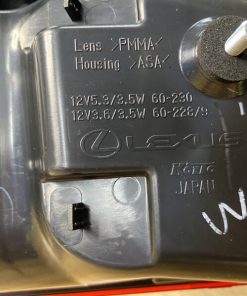 Lens >PMMA<
Housing >ASA<
12V5.3/3.5W 60-230
12V3.6/3.5W 60-228/9
LEXUS
KOITO
JAPAN
W